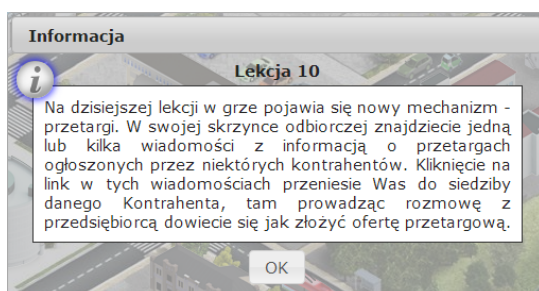 Informacja
i
Lekcja 10
Na dzisiejszej lekcji w grze pojawia się nowy mechanizm -
przetargi. W swojej skrzynce odbiorczej znajdziecie jedną
lub kilka wiadomości z informacją o przetargach
ogłoszonych przez niektórych kontrahentów. Kliknięcie na
link w tych wiadomościach przeniesie Was do siedziby
danego Kontrahenta, tam prowadząc rozmowę z
przedsiębiorcą dowiecie się jak złożyć ofertę przetargową.
OK